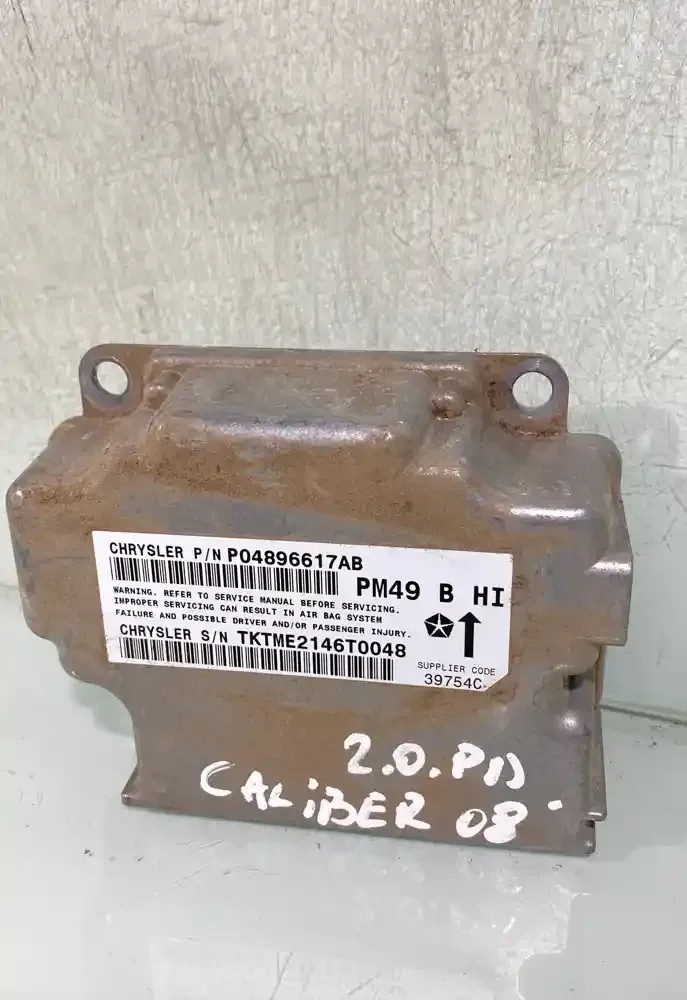 CHRYSLER P/N P04896617AB
PM49 B HI
WARNING. REFER TO SERVICE MANUAL BEFORE SERVICING.
IMPROPER SERVICING CAN RESULT IN AIR BAG SYSTEM
FAILURE AND POSSIBLE DRIVER AND/OR PASSENGER INJURY.
CHRYSLER S/N TKTME2146T0048
SUPPLIER CODE
39754C
2.0.PD
CALiBER 08